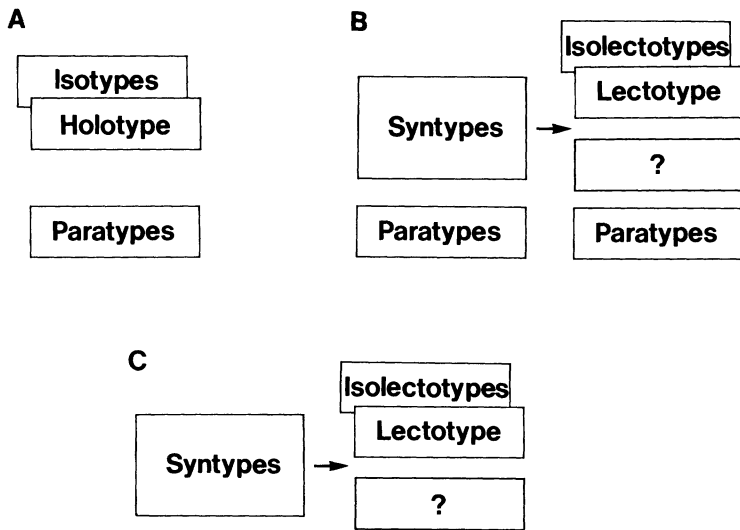 A
Isotypes
Holotype
Paratypes
B
Syntypes
Paratypes
Isolectotypes
Lectotype
?
Paratypes
C
Syntypes
Isolectotypes
Lectotype
?